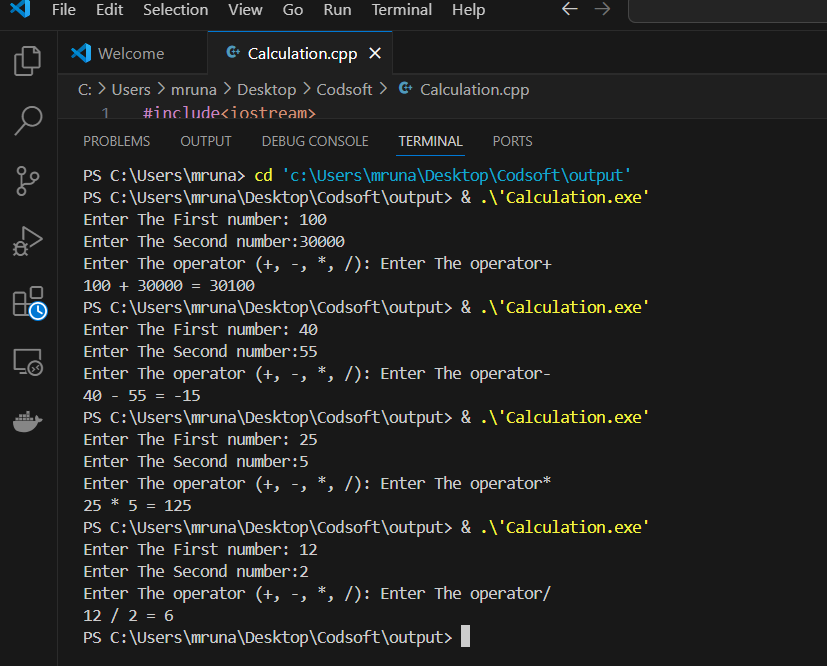 File Edit Selection View Go Run Terminal Help
Welcome Calculation.cpp
C: > Users > mruna > Desktop > Codsoft > Calculation.cpp
1 #include<iostream>
PROBLEMS OUTPUT DEBUG CONSOLE TERMINAL PORTS
PS C:\Users\mruna> cd 'c:\Users\mruna\Desktop\Codsoft\output'
PS C:\Users\mruna\Desktop\Codsoft\output> & .\'Calculation.exe'
Enter The First number: 100
Enter The Second number:30000
Enter The operator (+, -, *, /): Enter The operator+
100 + 30000 = 30100
PS C:\Users\mruna\Desktop\Codsoft\output> & .\'Calculation.exe'
Enter The First number: 40
Enter The Second number:55
Enter The operator (+, -, *, /): Enter The operator-
40 - 55 = -15
PS C:\Users\mruna\Desktop\Codsoft\output> & .\'Calculation.exe'
Enter The First number: 25
Enter The Second number:5
Enter The operator (+, -, *, /): Enter The operator*
25 * 5 = 125
PS C:\Users\mruna\Desktop\Codsoft\output> & .\'Calculation.exe'
Enter The First number: 12
Enter The Second number:2
Enter The operator (+, -, *, /): Enter The operator/
12 / 2 = 6
PS C:\Users\mruna\Desktop\Codsoft\output>